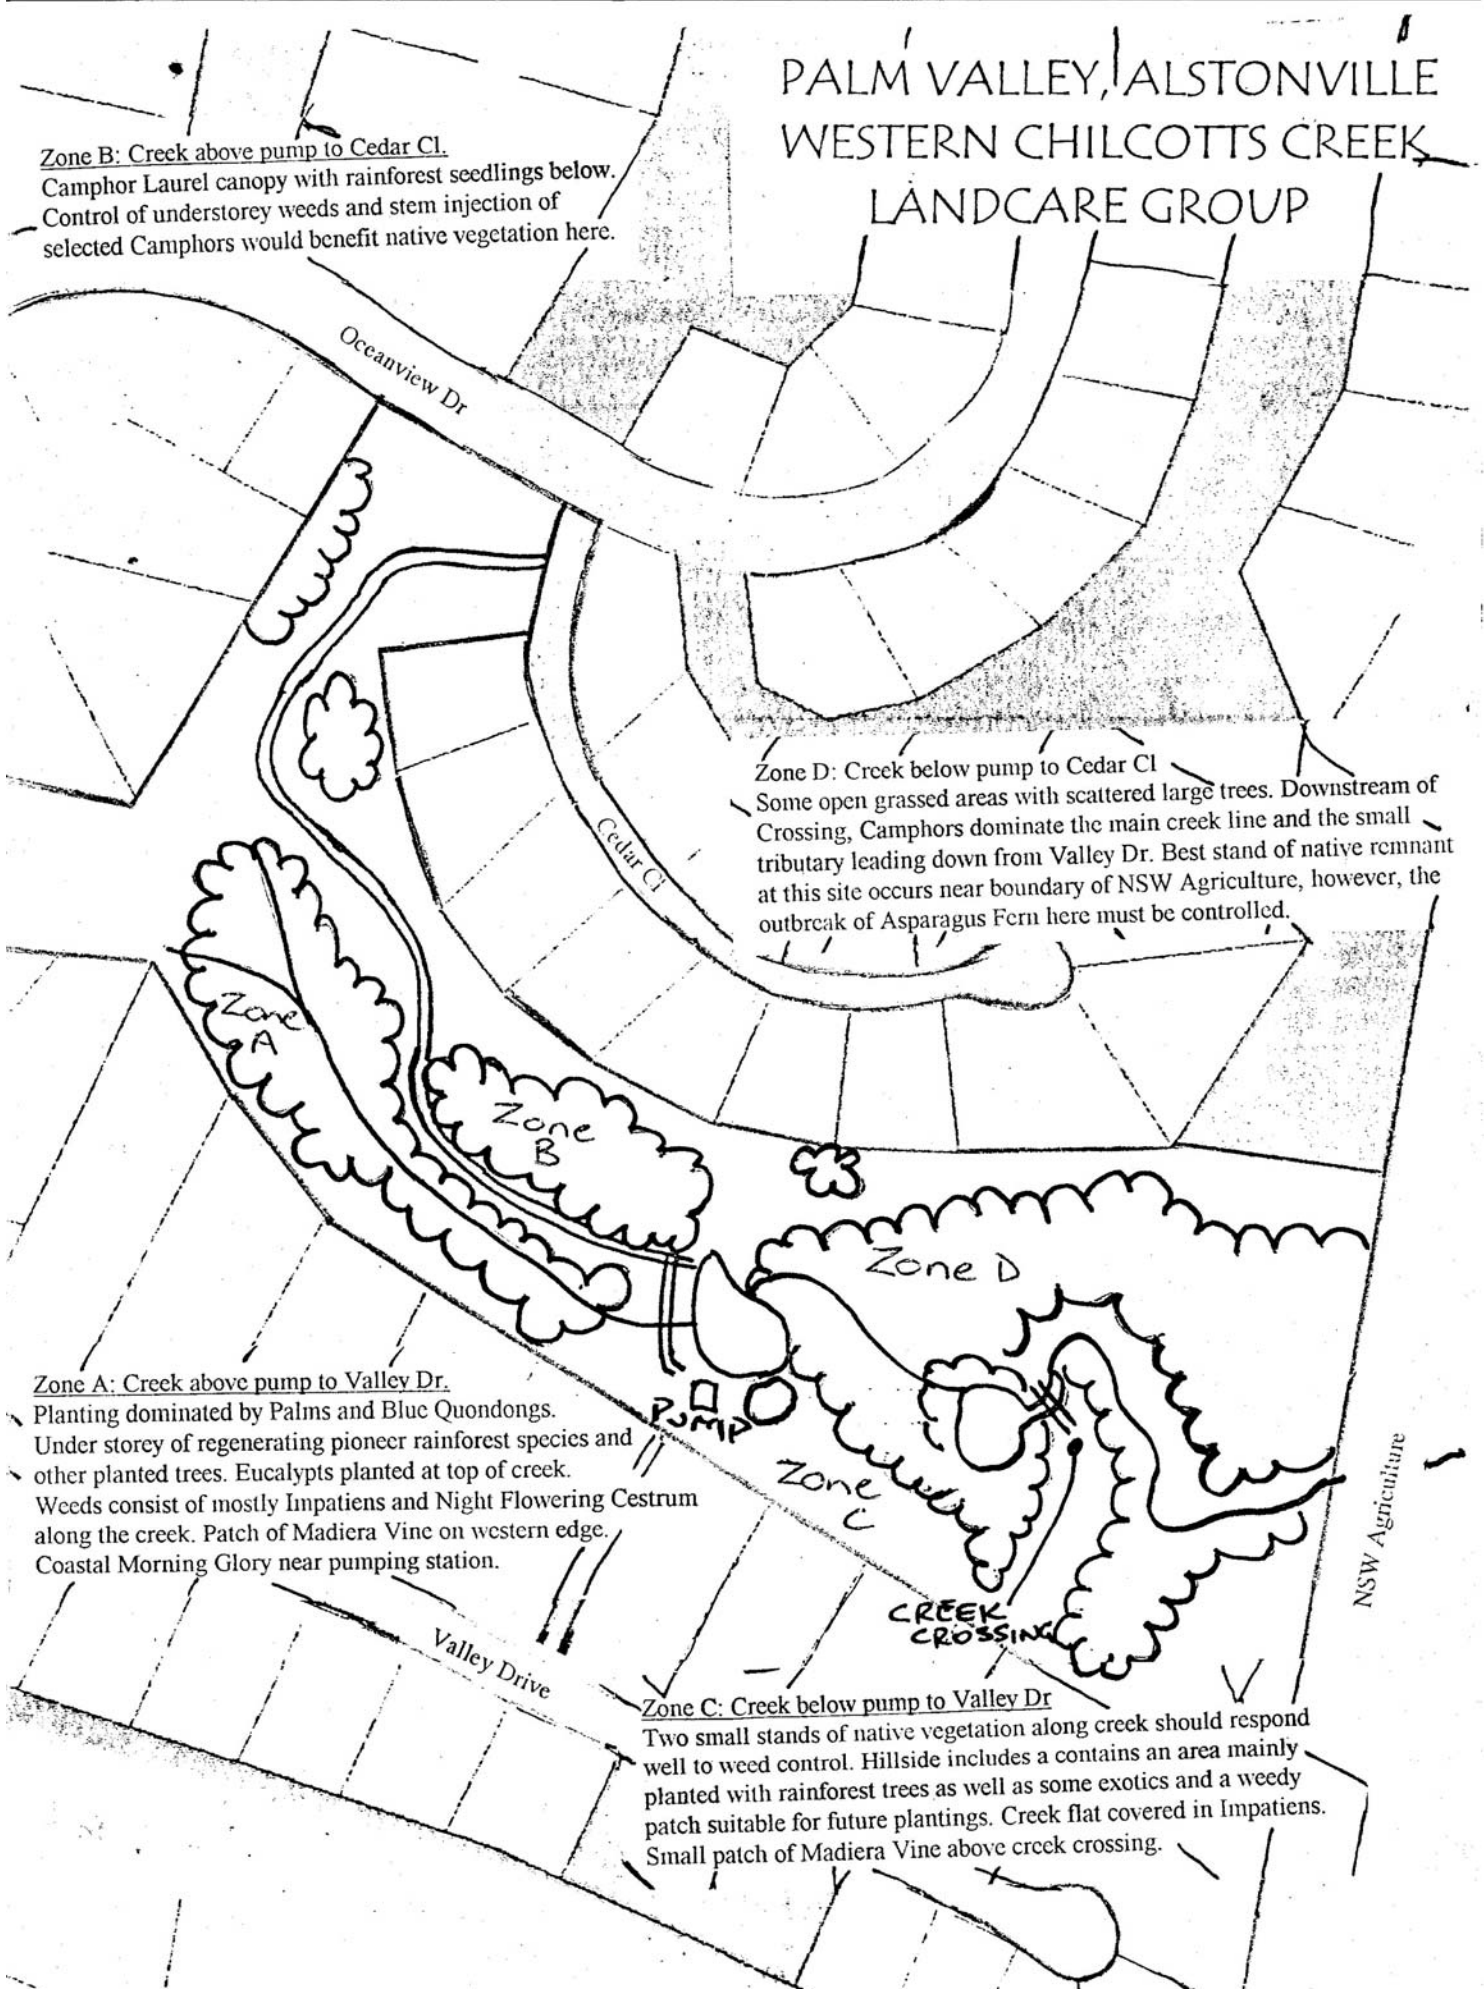 PALM VALLEY, ALSTONVILLE
WESTERN CHILCOTTS CREEK
LANDCARE GROUP
Zone B: Creek above pump to Cedar Cl.
Camphor Laurel canopy with rainforest seedlings below.
Control of understorey weeds and stem injection of
selected Camphors would benefit native vegetation here.
Oceanview Dr
Zone D: Creek below pump to Cedar Cl
Some open grassed areas with scattered large trees. Downstream of
Crossing, Camphors dominate the main creek line and the small
tributary leading down from Valley Dr. Best stand of native remnant
at this site occurs near boundary of NSW Agriculture, however, the
outbreak of Asparagus Fern here must be controlled.
Cedar Cl
Zone
A
Zone
B
Zone D
Zone A: Creek above pump to Valley Dr.
Planting dominated by Palms and Blue Quondongs.
Under storey of regenerating pioneer rainforest species and
other planted trees. Eucalypts planted at top of creek.
Weeds consist of mostly Impatiens and Night Flowering Cestrum
along the creek. Patch of Madiera Vine on western edge.
Coastal Morning Glory near pumping station.
PUMP
Zone
C
NSW Agriculture
CREEK
CROSSING
Valley Drive
Zone C: Creek below pump to Valley Dr
Two small stands of native vegetation along creek should respond
well to weed control. Hillside includes a contains an area mainly
planted with rainforest trees as well as some exotics and a weedy
patch suitable for future plantings. Creek flat covered in Impatiens.
Small patch of Madiera Vine above creek crossing.